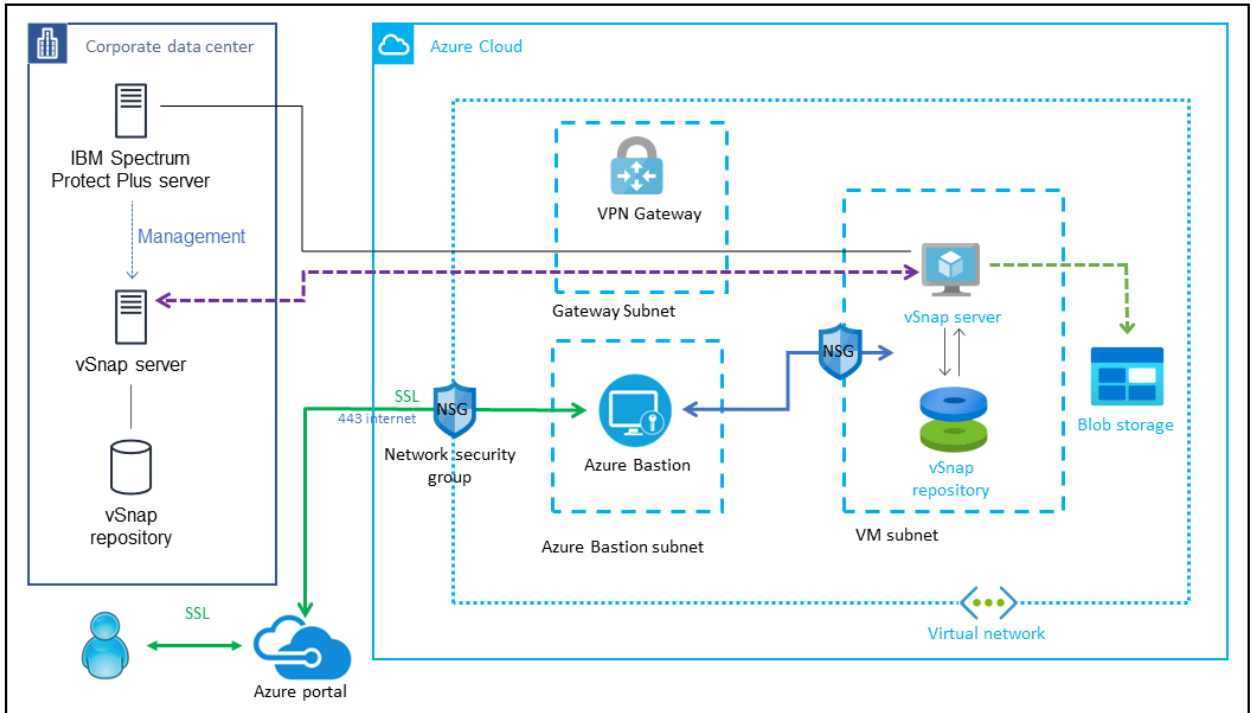 Corporate data center
Azure Cloud
IBM Spectrum
Protect Plus server
VPN Gateway
Management
Gateway Subnet
vSnap server
vSnap server
NSG
SSL
443 internet
NSG
Network security
group
Azure Bastion
Blob storage
vSnap
repository
vSnap
repository
VM subnet
Azure Bastion subnet
SSL
Virtual network
Azure portal